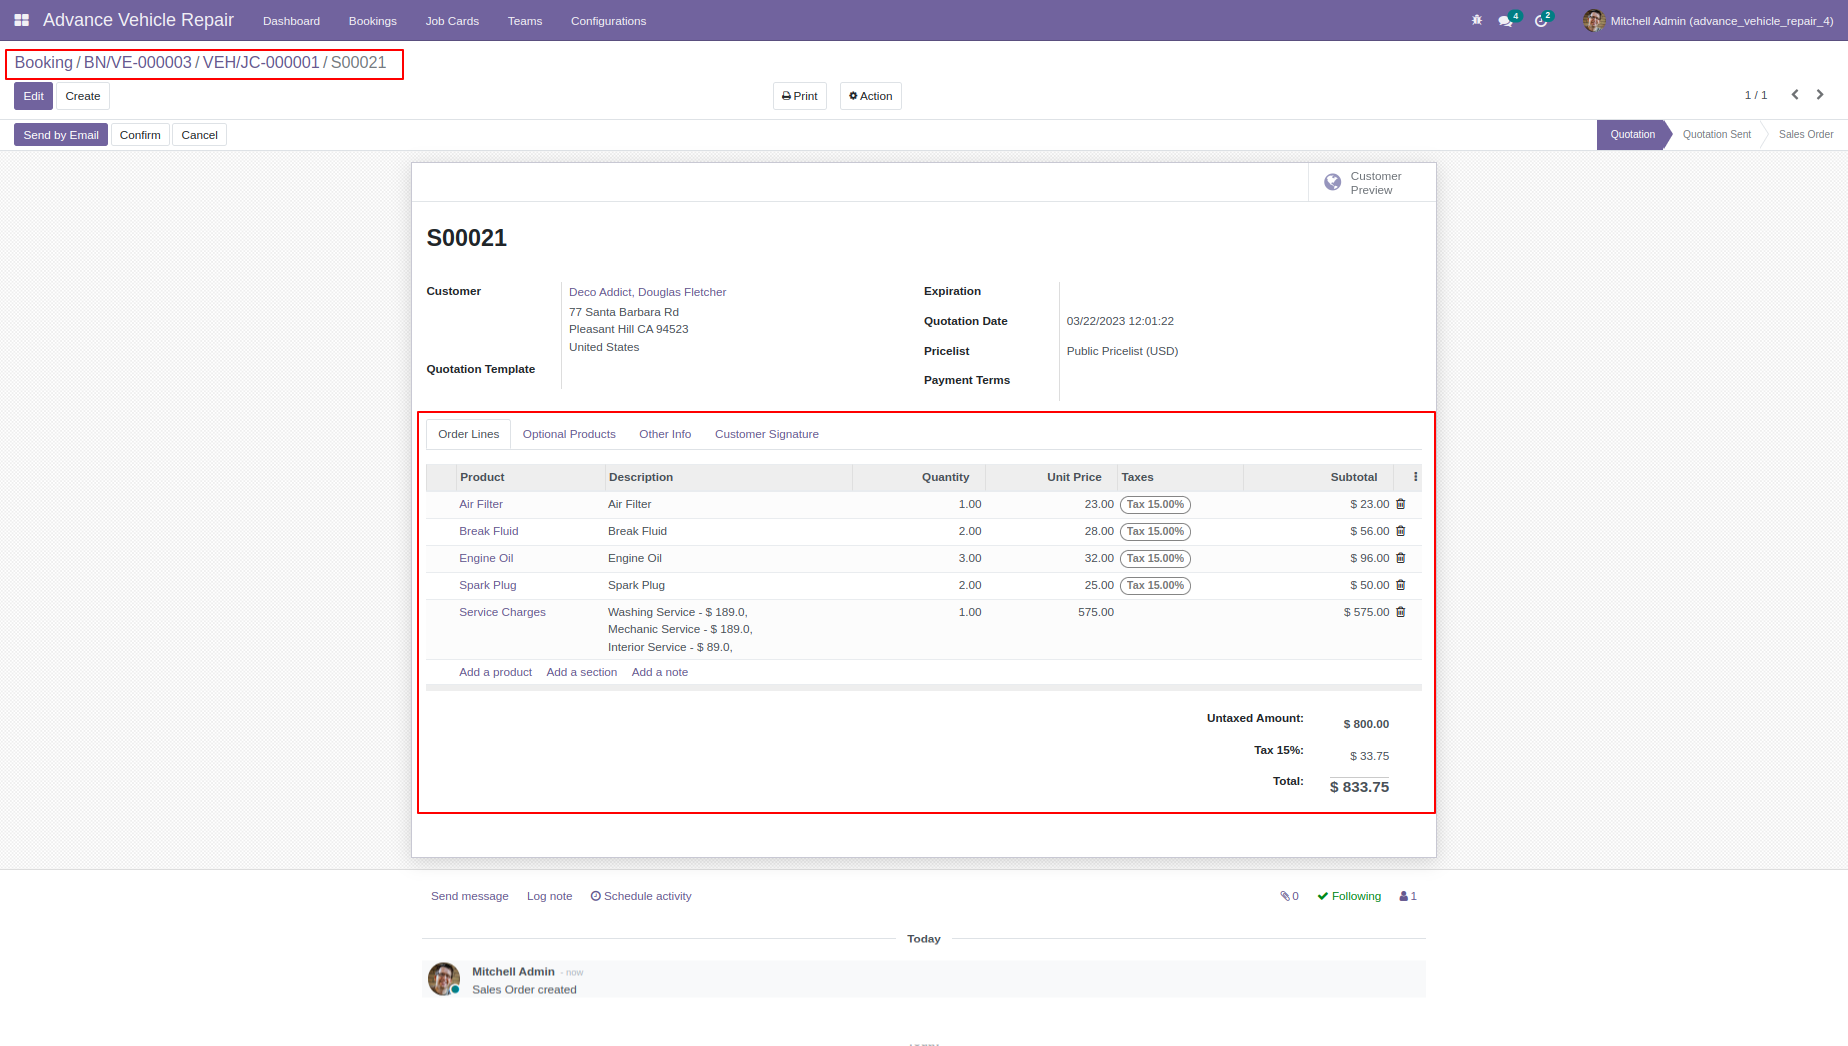 Advance Vehicle Repair Dashboard Bookings Job Cards Teams Configurations 4 2 Mitchell Admin (advance_vehicle_repair_4)
Booking / BN/VE-000003 / VEH/JC-000001 / S00021
Edit Create Print Action 1 / 1
Send by Email Confirm Cancel Quotation Quotation Sent Sales Order
Customer
Preview
S00021
Customer Deco Addict, Douglas Fletcher Expiration
77 Santa Barbara Rd Quotation Date 03/22/2023 12:01:22
Pleasant Hill CA 94523
United States Pricelist Public Pricelist (USD)
Quotation Template Payment Terms
Order Lines Optional Products Other Info Customer Signature
Product Description Quantity Unit Price Taxes Subtotal
Air Filter Air Filter 1.00 23.00 Tax 15.00% $ 23.00
Break Fluid Break Fluid 2.00 28.00 Tax 15.00% $ 56.00
Engine Oil Engine Oil 3.00 32.00 Tax 15.00% $ 96.00
Spark Plug Spark Plug 2.00 25.00 Tax 15.00% $ 50.00
Service Charges Washing Service - $ 189.0, 1.00 575.00 $ 575.00
Mechanic Service - $ 189.0,
Interior Service - $ 89.0,
Add a product Add a section Add a note
Untaxed Amount: $ 800.00
Tax 15%: $ 33.75
Total: $ 833.75
Send message Log note Schedule activity 0 Following 1
Today
Mitchell Admin - now
Sales Order created